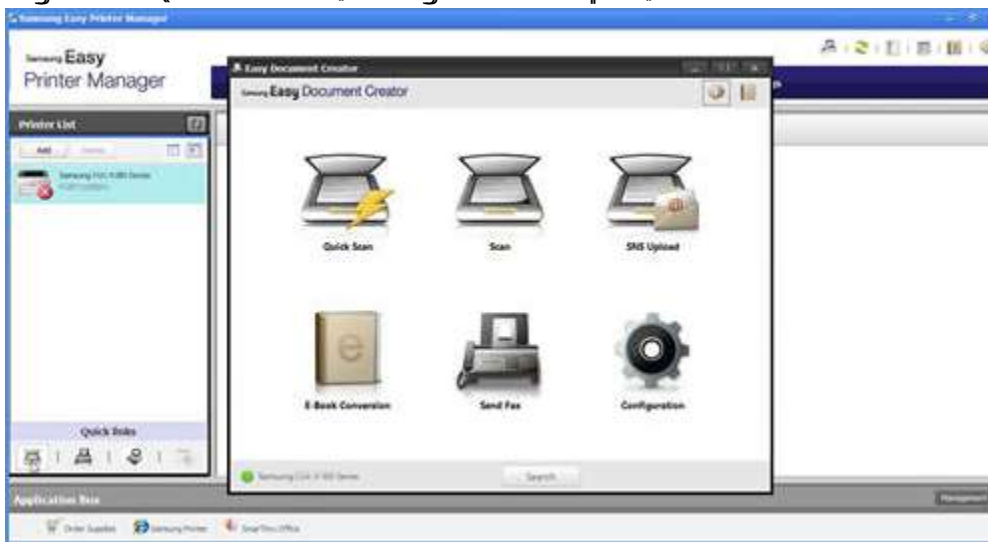 Samsung Easy Printer Manager
Samsung Easy
Printer Manager
Easy Document Creator
Samsung Easy Document Creator
Printer List
Add
Quick Scan
Scan
SNS Upload
E-Book Conversion
Send Fax
Configuration
Quick links
Search
Application Box
Management
Order Supplies
Samsung Printer
SmarThru Office